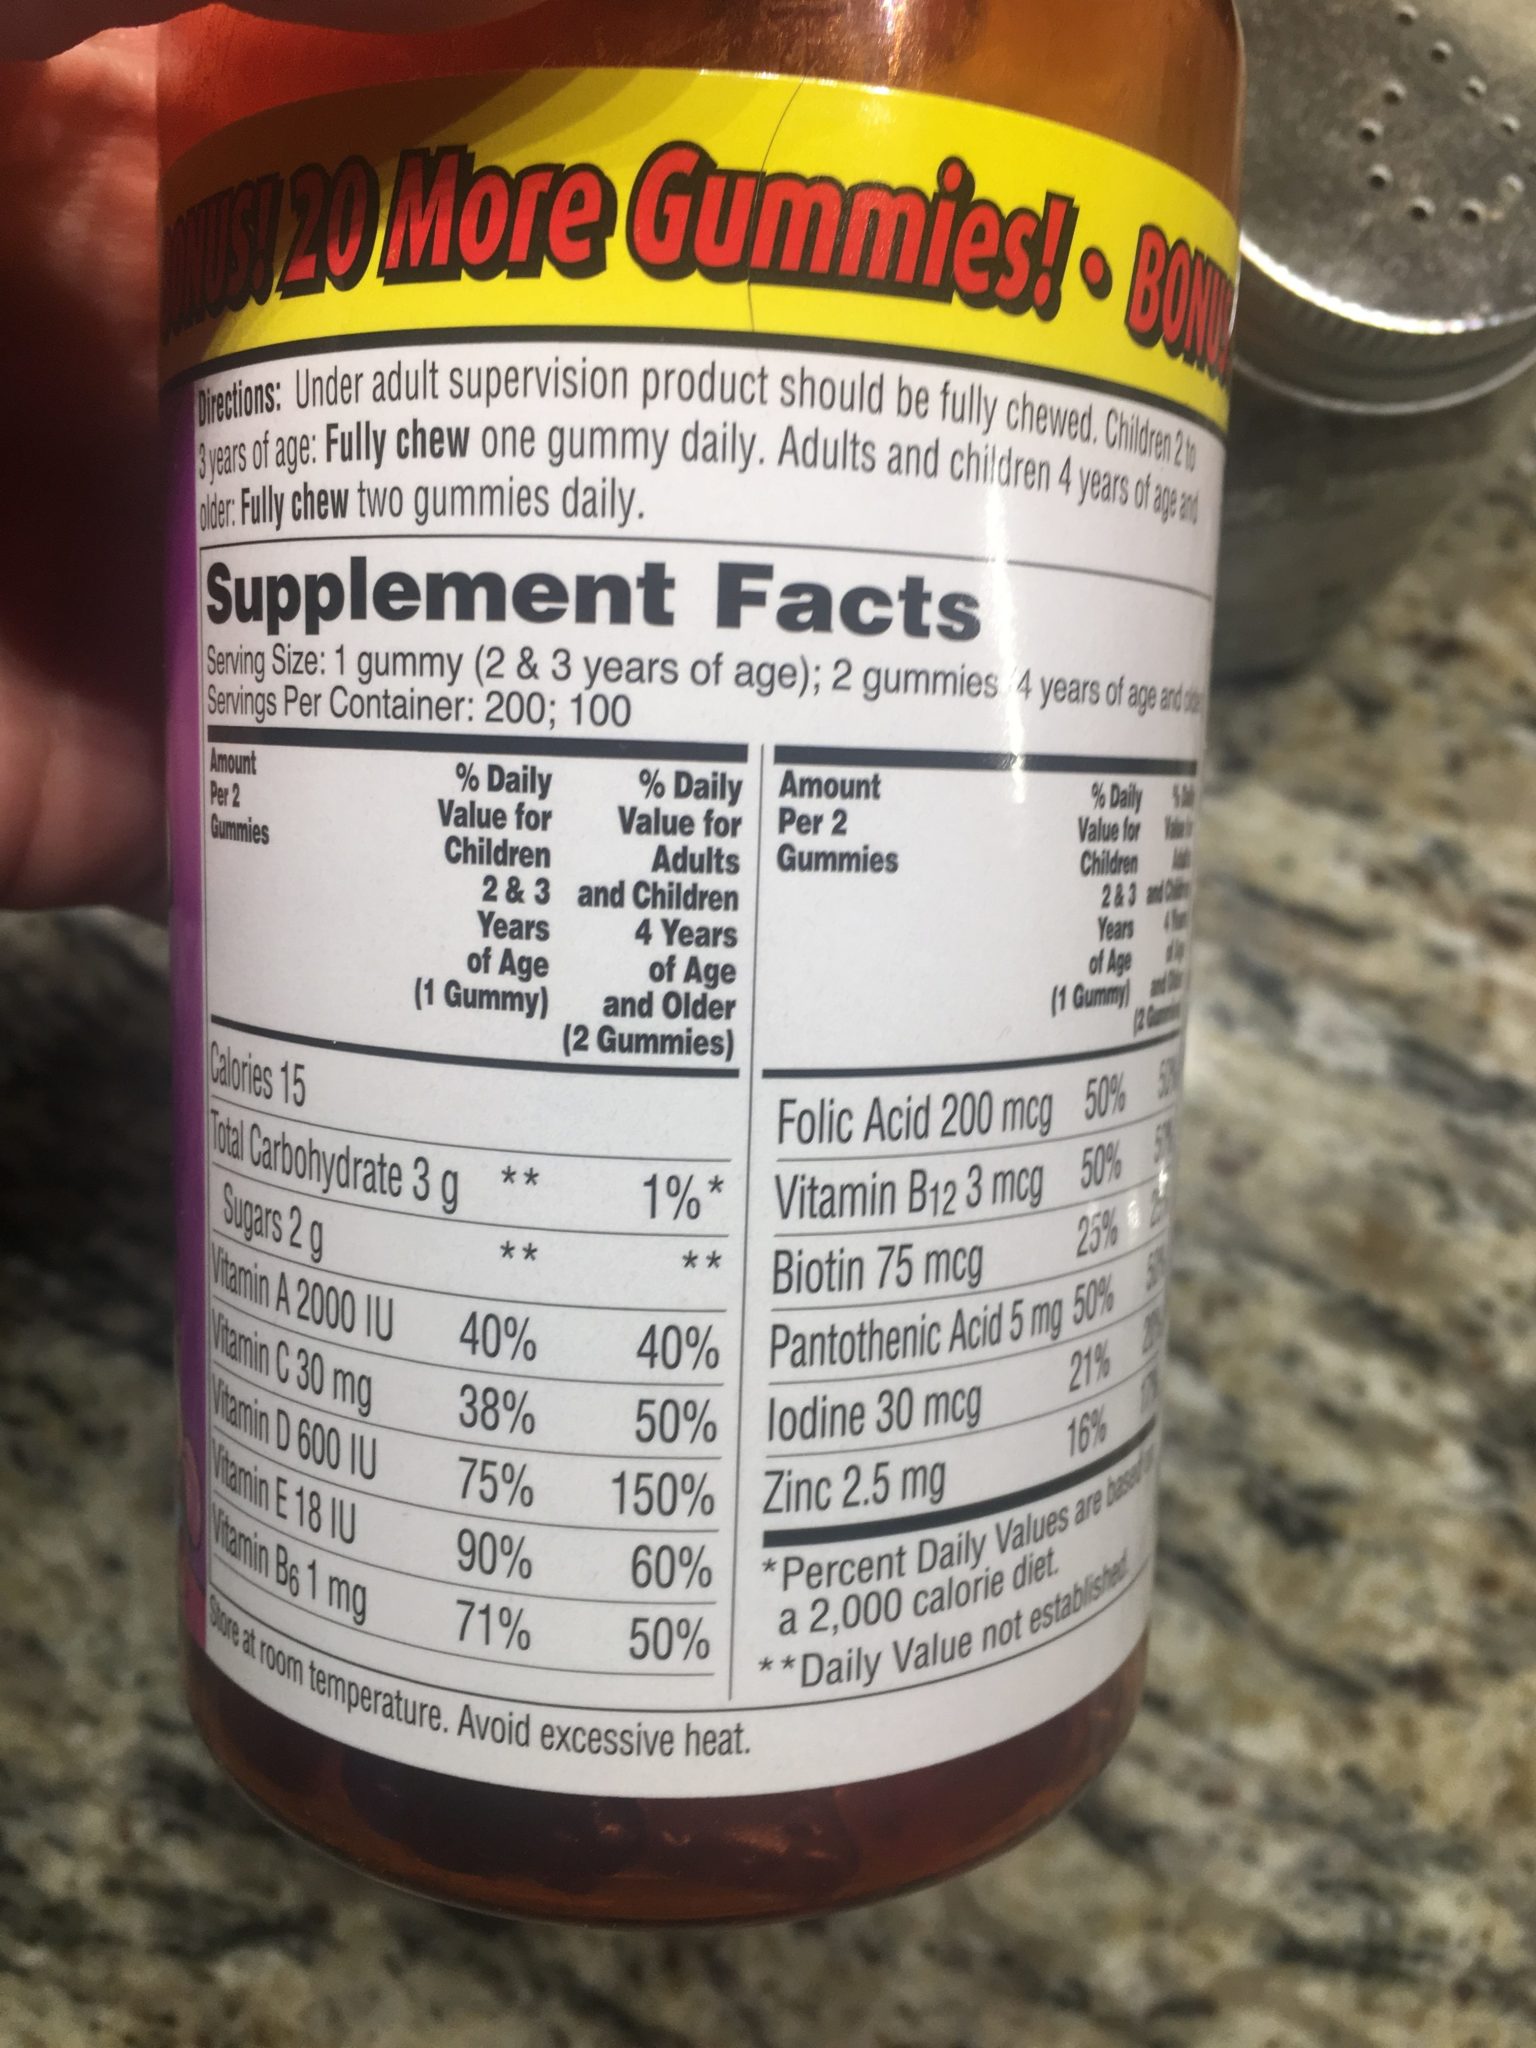 BONUS! 20 More Gummies! • BONUS
Directions: Under adult supervision product should be fully chewed. Children 2 to
3 years of age: Fully chew one gummy daily. Adults and children 4 years of age and
older: Fully chew two gummies daily.
Supplement Facts
Serving Size: 1 gummy (2 & 3 years of age); 2 gummies (4 years of age and older
Servings Per Container: 200; 100
Amount
Per 2
Gummies
% Daily
Value for
Children
2 & 3
Years
of Age
(1 Gummy)
% Daily
Value for
Adults
and Children
4 Years
of Age
and Older
(2 Gummies)
Calories 15
Total Carbohydrate 3 g ** 1%*
Sugars 2 g ** **
Vitamin A 2000 IU 40% 40%
Vitamin C 30 mg 38% 50%
Vitamin D 600 IU 75% 150%
Vitamin E 18 IU 90% 60%
Vitamin B6 1 mg 71% 50%
Amount
Per 2
Gummies
% Daily
Value for
Children
2 & 3
Years
of Age
(1 Gummy)
Folic Acid 200 mcg 50%
Vitamin B12 3 mcg 50%
Biotin 75 mcg 25%
Pantothenic Acid 5 mg 50%
Iodine 30 mcg 21%
Zinc 2.5 mg 16%
*Percent Daily Values are based on
a 2,000 calorie diet.
**Daily Value not established.
Store at room temperature. Avoid excessive heat.